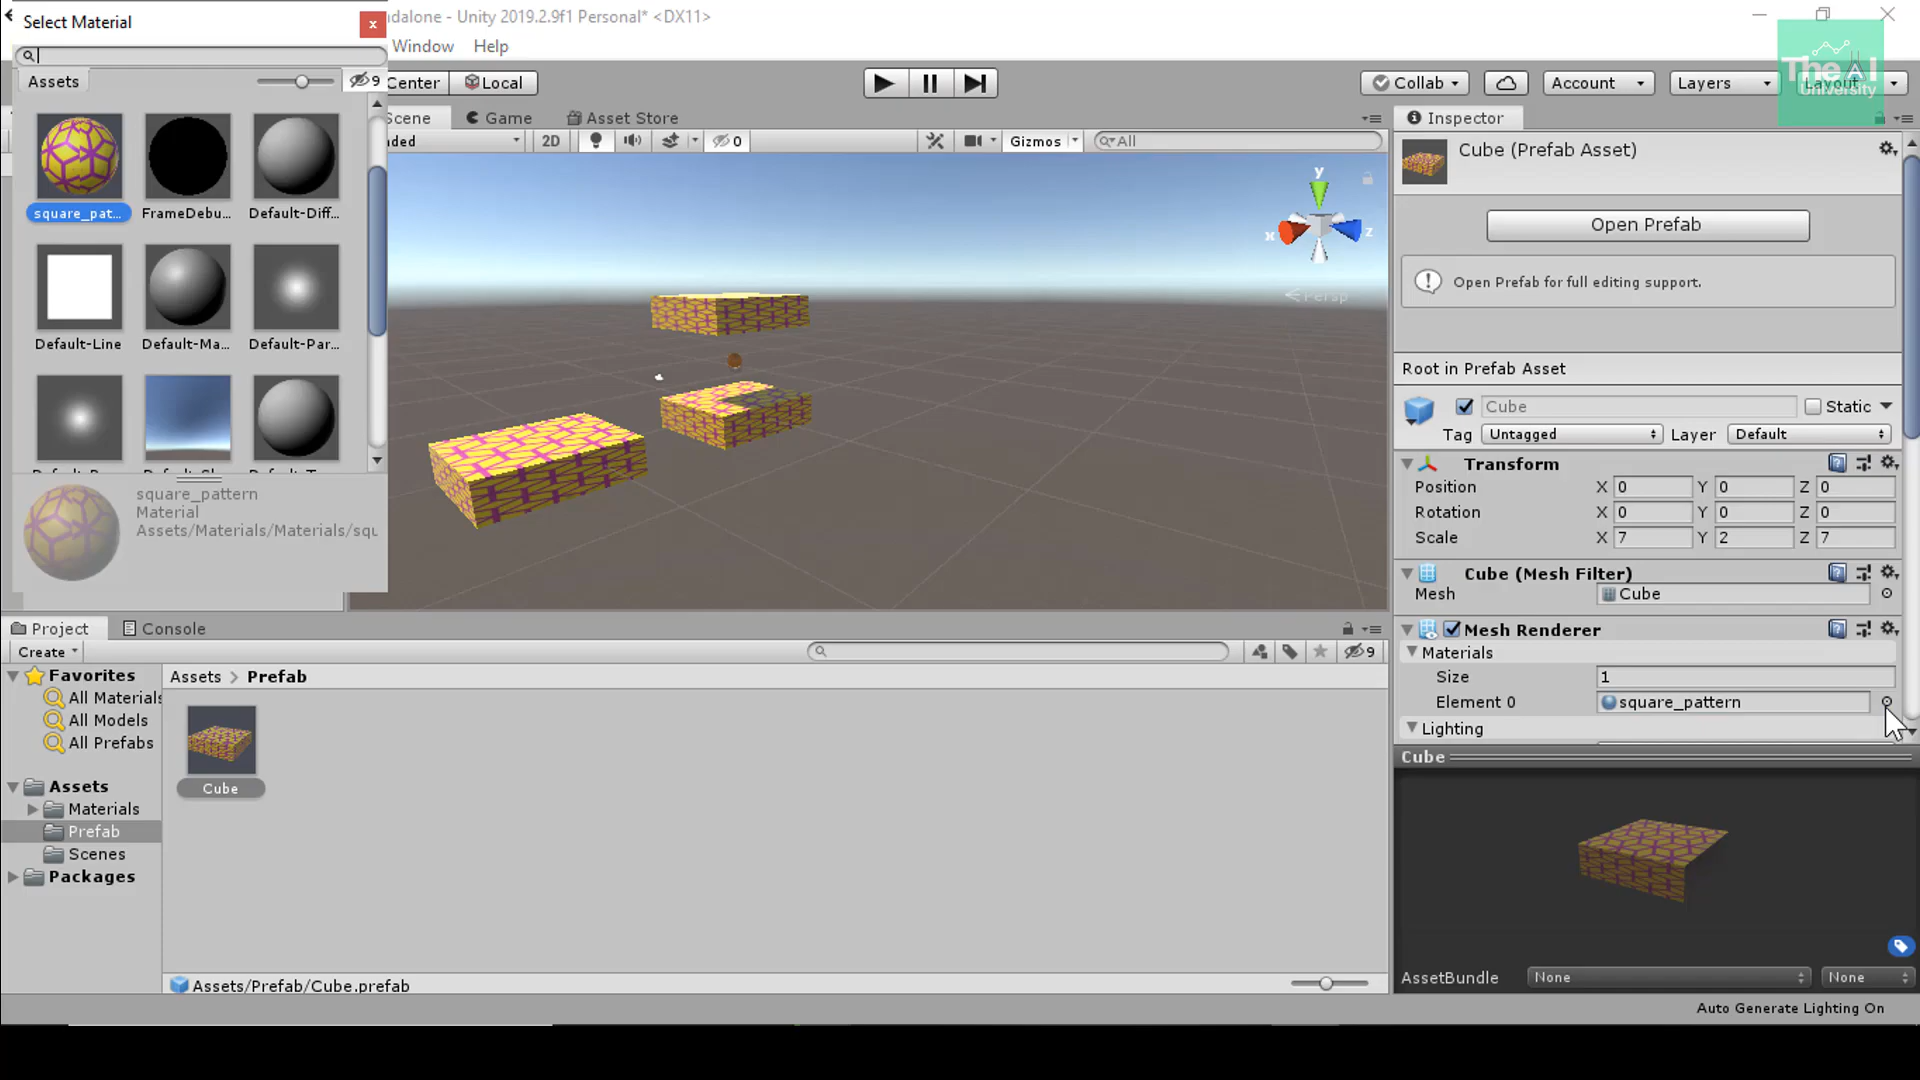 Select Material
x
ndalone - Unity 2019.2.9f1 Personal* <DX11>
Window Help
Assets
9
Center
Local
Collab
Account
Layers
Layout
The AI
University
Scene
Game
Asset Store
Inspector
ded
2D
0
Gizmos
All
square_pat...
FrameDebu...
Default-Diff...
Default-Line
Default-Ma...
Default-Par...
square_pattern
Material
Assets/Materials/Materials/squ
y
x
z
Persp
Cube (Prefab Asset)
Open Prefab
Open Prefab for full editing support.
Root in Prefab Asset
Cube
Static
Tag Untagged Layer Default
Transform
Position X 0 Y 0 Z 0
Rotation X 0 Y 0 Z 0
Scale X 7 Y 2 Z 7
Cube (Mesh Filter)
Mesh Cube
Mesh Renderer
Materials
Size 1
Element 0 square_pattern
Lighting
Cube
AssetBundle None None
Project
Console
Create
9
Favorites
All Materials
All Models
All Prefabs
Assets
Materials
Prefab
Scenes
Packages
Assets > Prefab
Cube
Assets/Prefab/Cube.prefab
Auto Generate Lighting On